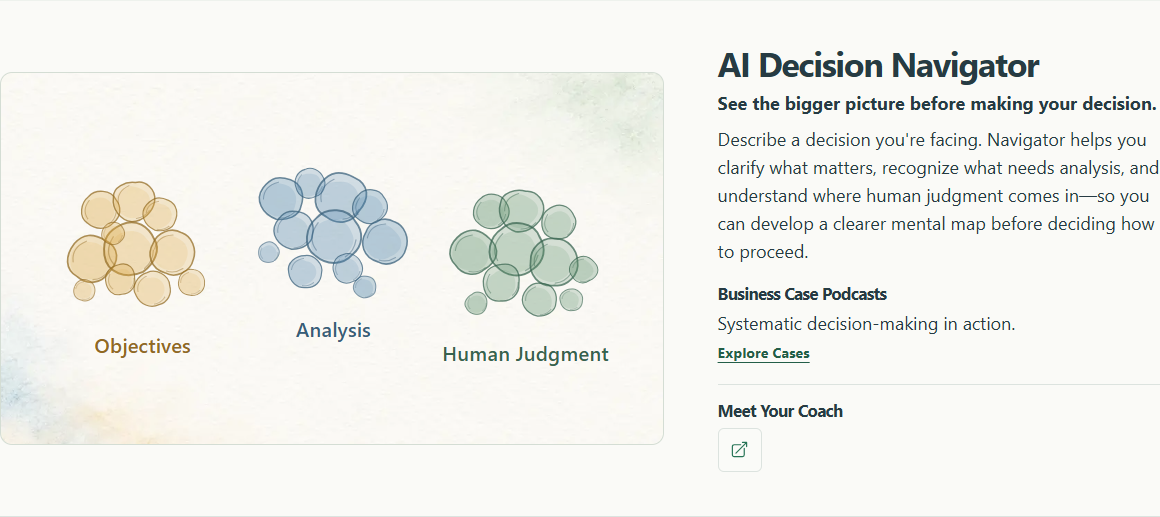 Objectives
Analysis
Human Judgment
AI Decision Navigator
See the bigger picture before making your decision.
Describe a decision you're facing. Navigator helps you
clarify what matters, recognize what needs analysis, and
understand where human judgment comes in—so you
can develop a clearer mental map before deciding how
to proceed.
Business Case Podcasts
Systematic decision-making in action.
Explore Cases
Meet Your Coach